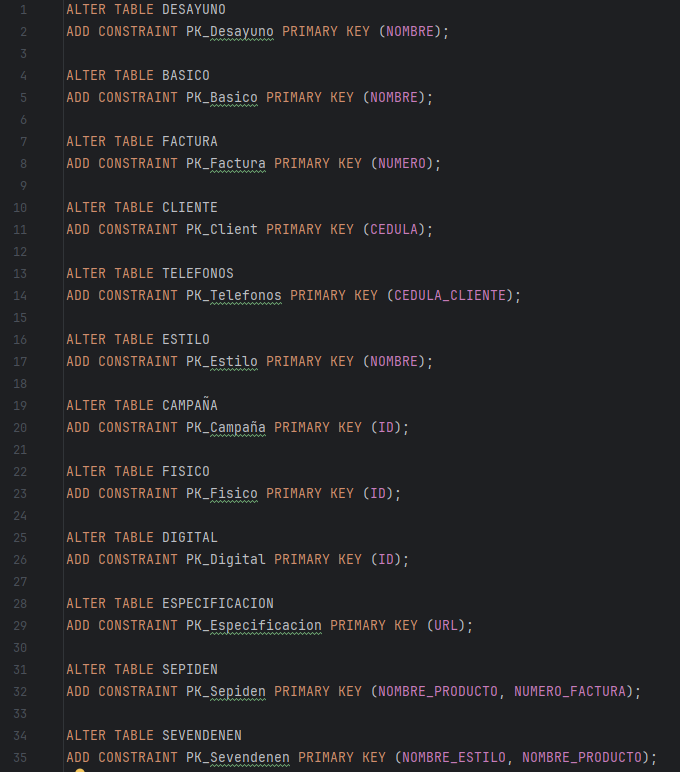 1 ALTER TABLE DESAYUNO
2 ADD CONSTRAINT PK_Desayuno PRIMARY KEY (NOMBRE);
3
4 ALTER TABLE BASICO
5 ADD CONSTRAINT PK_Basico PRIMARY KEY (NOMBRE);
6
7 ALTER TABLE FACTURA
8 ADD CONSTRAINT PK_Factura PRIMARY KEY (NUMERO);
9
10 ALTER TABLE CLIENTE
11 ADD CONSTRAINT PK_Client PRIMARY KEY (CEDULA);
12
13 ALTER TABLE TELEFONOS
14 ADD CONSTRAINT PK_Telefonos PRIMARY KEY (CEDULA_CLIENTE);
15
16 ALTER TABLE ESTILO
17 ADD CONSTRAINT PK_Estilo PRIMARY KEY (NOMBRE);
18
19 ALTER TABLE CAMPAÑA
20 ADD CONSTRAINT PK_Campaña PRIMARY KEY (ID);
21
22 ALTER TABLE FISICO
23 ADD CONSTRAINT PK_Fisico PRIMARY KEY (ID);
24
25 ALTER TABLE DIGITAL
26 ADD CONSTRAINT PK_Digital PRIMARY KEY (ID);
27
28 ALTER TABLE ESPECIFICACION
29 ADD CONSTRAINT PK_Especificacion PRIMARY KEY (URL);
30
31 ALTER TABLE SEPIDEN
32 ADD CONSTRAINT PK_Sepiden PRIMARY KEY (NOMBRE_PRODUCTO, NUMERO_FACTURA);
33
34 ALTER TABLE SEVENDENEN
35 ADD CONSTRAINT PK_Sevendenen PRIMARY KEY (NOMBRE_ESTILO, NOMBRE_PRODUCTO);